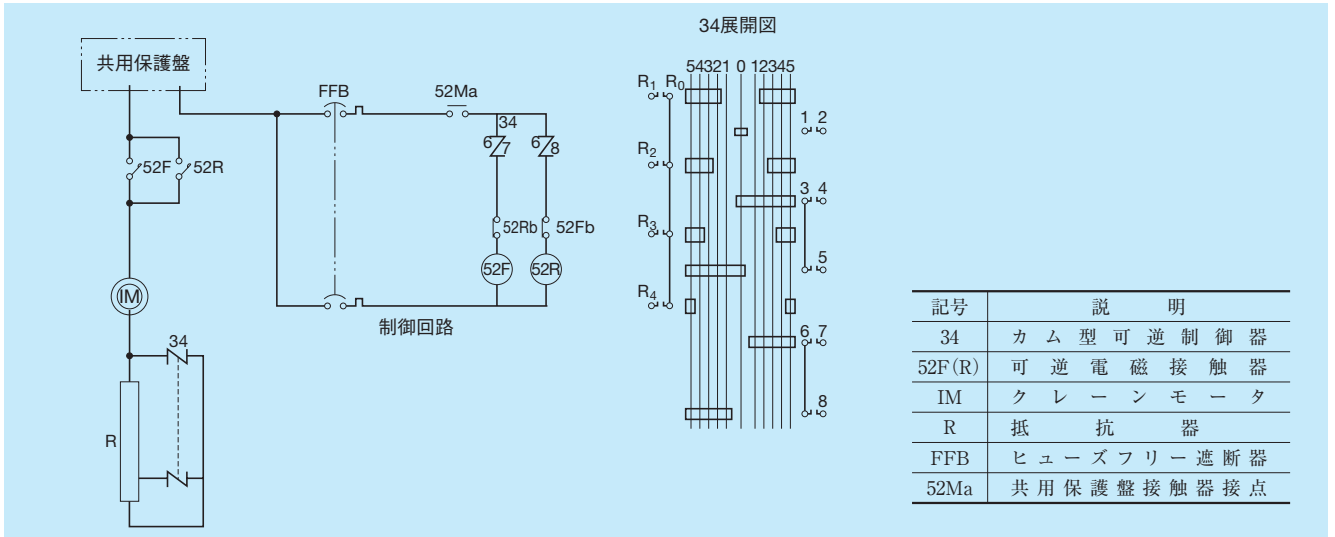 共用保護盤
52F
52R
IM
34
R
FFB
52Ma
34
6
7
6
8
52Rb
52Fb
52F
52R
制御回路
34展開図
54321 0 12345
R1 R0
1 2
R2
3 4
R3
5
R4
6 7
8
記号 説明
34 カム型可逆制御器
52F(R) 可逆電磁接触器
IM クレーンモータ
R 抵抗器
FFB ヒューズフリー遮断器
52Ma 共用保護盤接触器接点